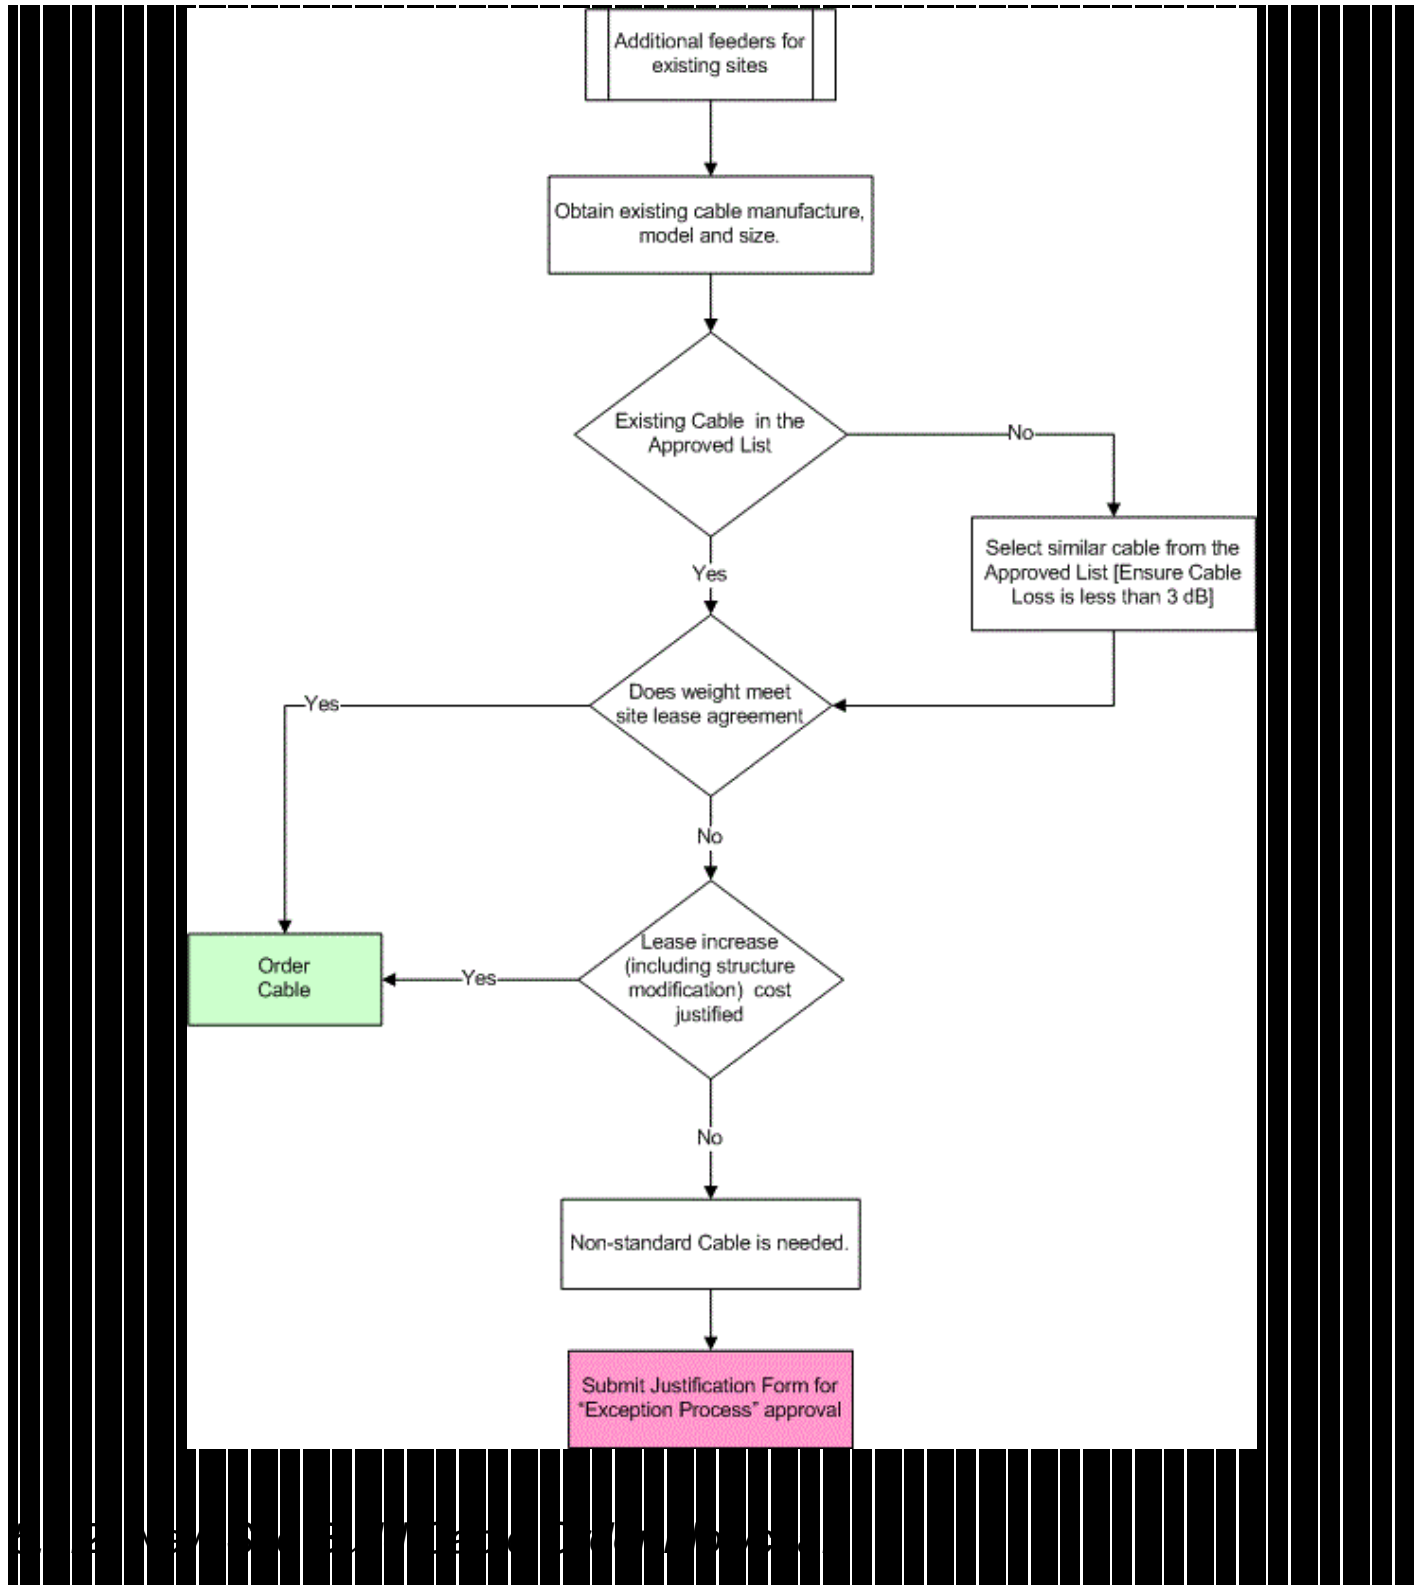 Additional feeders for
existing sites
Obtain existing cable manufacture,
model and size.
Existing Cable in the
Approved List
No
Select similar cable from the
Approved List [Ensure Cable
Loss is less than 3 dB]
Yes
Does weight meet
site lease agreement
Yes
No
Lease increase
(including structure
modification) cost
justified
Yes
Order
Cable
No
Non-standard Cable is needed.
Submit Justification Form for
“Exception Process” approval